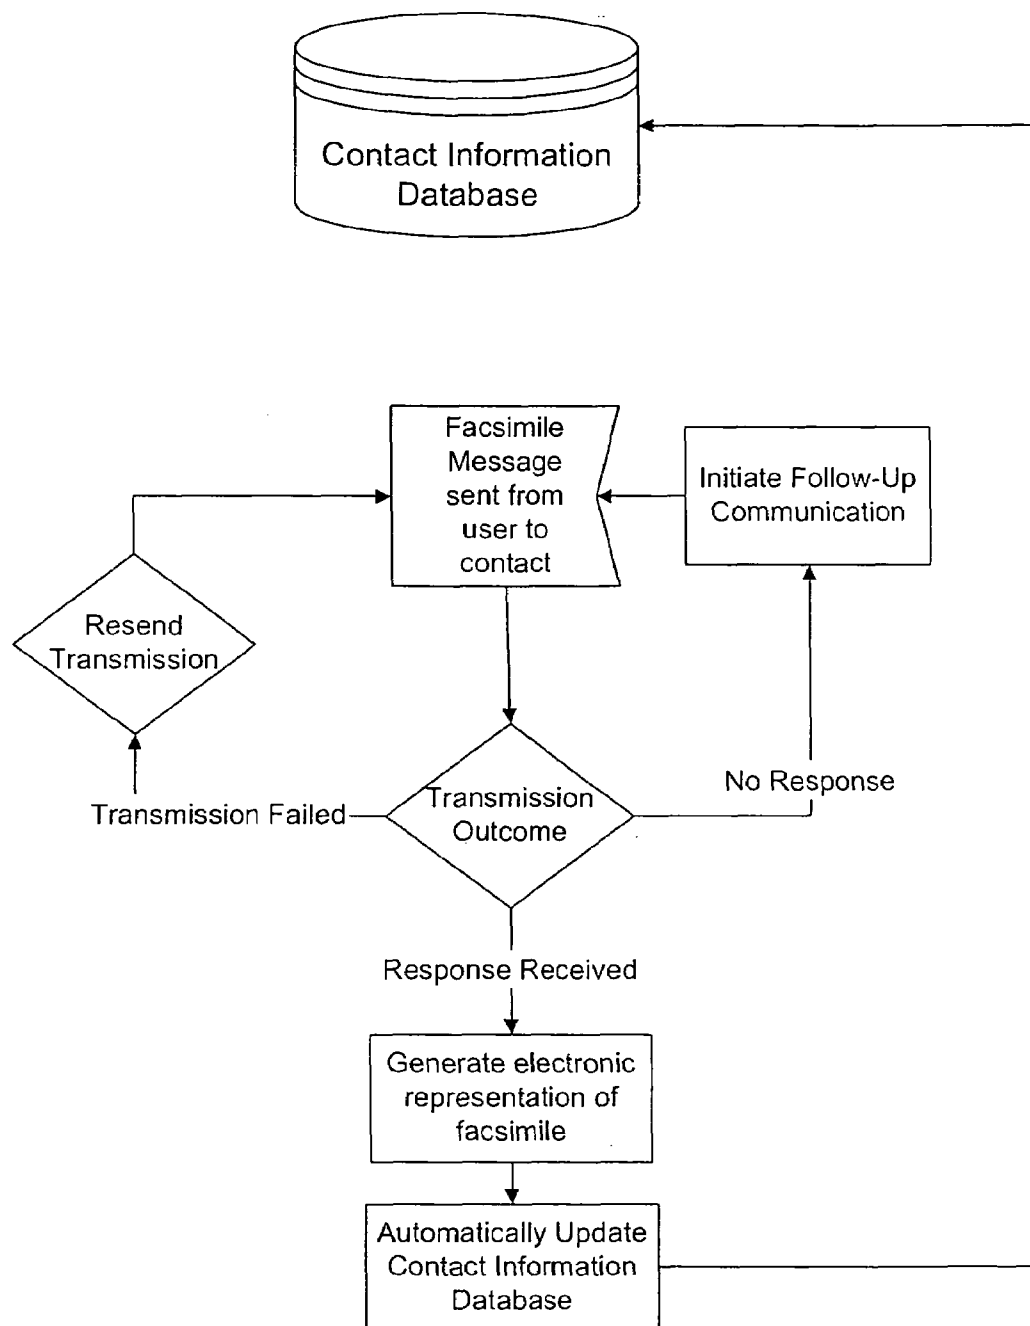 Contact Information
Database
Facsimile
Message
sent from
user to
contact
Initiate Follow-Up
Communication
Resend
Transmission
No Response
Transmission Failed
Transmission
Outcome
Response Received
Generate electronic
representation of
facsimile
Automatically Update
Contact Information
Database